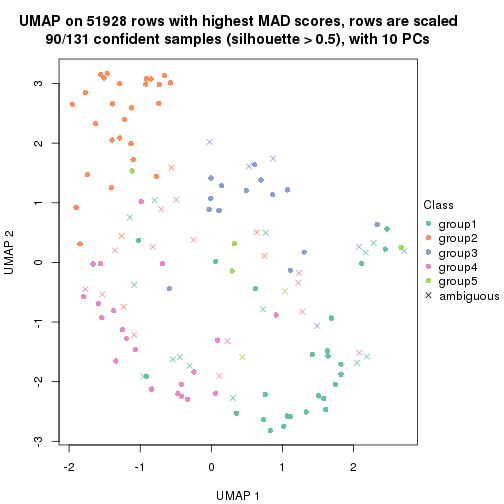 UMAP on 51928 rows with highest MAD scores, rows are scaled
90/131 confident samples (silhouette > 0.5), with 10 PCs
3
2
1
0
-1
-2
-3
UMAP 2
-2
-1
0
1
2
UMAP 1
Class
group1
group2
group3
group4
group5
ambiguous